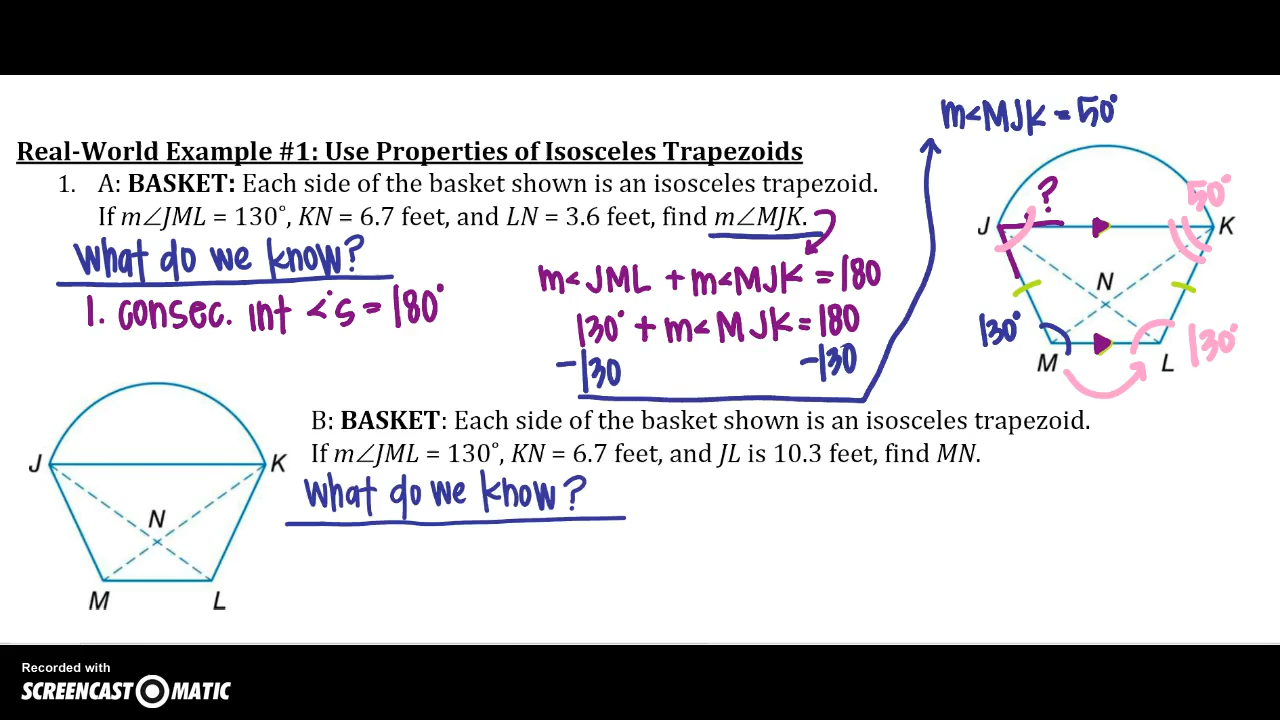 m<MJK = 50°
Real-World Example #1: Use Properties of Isosceles Trapezoids
1. A: BASKET: Each side of the basket shown is an isosceles trapezoid.
If m∠JML = 130°, KN = 6.7 feet, and LN = 3.6 feet, find m∠MJK.
What do we know?
1. consec. int <'s = 180°
m<JML + m<MJK = 180
130° + m<MJK = 180
-130 -130
? 50°
J K
N
130° 130°
M L
B: BASKET: Each side of the basket shown is an isosceles trapezoid.
If m∠JML = 130°, KN = 6.7 feet, and JL is 10.3 feet, find MN.
What do we know?
J K
N
M L
Recorded with
SCREENCAST MATIC